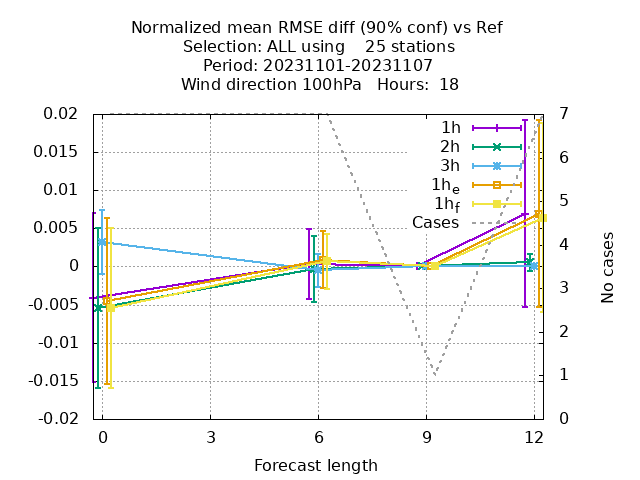 Normalized mean RMSE diff (90% conf) vs Ref
Selection: ALL using    25 stations
Period: 20231101-20231107
Wind direction 100hPa   Hours:  18
0.02
0.015
0.01
0.005
0
-0.005
-0.01
-0.015
-0.02
7
6
5
4
3
2
1
0
1h
2h
3h
1he
1hf
Cases
No cases
0 3 6 9 12
Forecast length